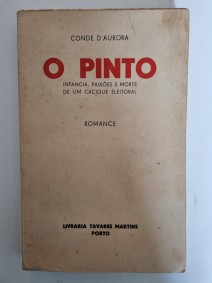 CONDE D'AURORA
O PINTO
INFANCIA, PAIXÕES E MORTE
DE UM CACIQUE ELEITORAL
ROMANCE
LIVRARIA TAVARES MARTINS
PORTO